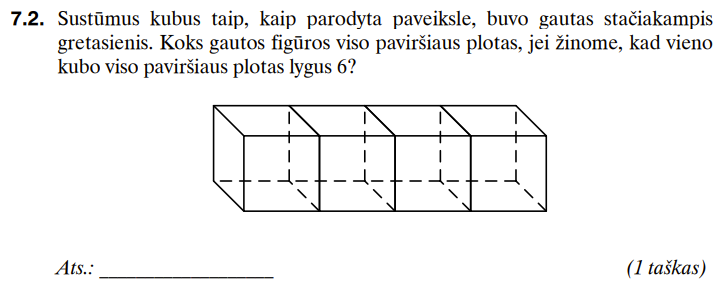 7.2. Sustūmus kubus taip, kaip parodyta paveiksle, buvo gautas stačiakampis
gretasienis. Koks gautos figūros viso paviršiaus plotas, jei žinome, kad vieno
kubo viso paviršiaus plotas lygus 6?
Ats.: __________________ (1 taškas)